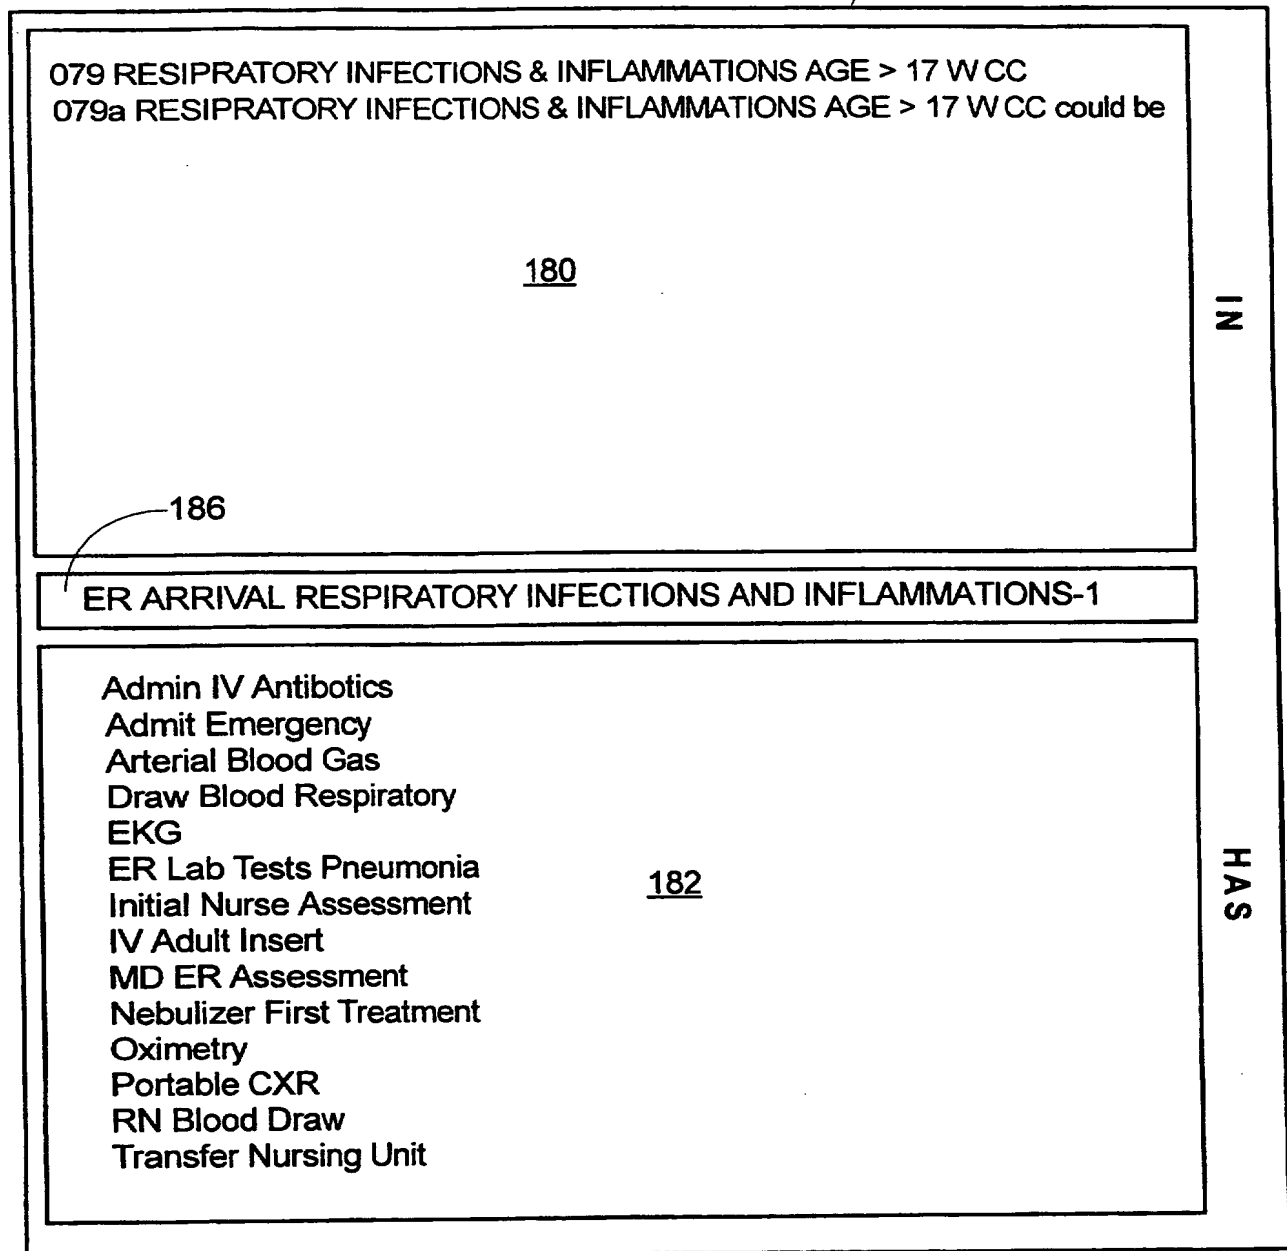 079 RESIPRATORY INFECTIONS & INFLAMMATIONS AGE > 17 W CC
079a RESIPRATORY INFECTIONS & INFLAMMATIONS AGE > 17 W CC could be
180
IN
186
ER ARRIVAL RESPIRATORY INFECTIONS AND INFLAMMATIONS-1
Admin IV Antibotics
Admit Emergency
Arterial Blood Gas
Draw Blood Respiratory
EKG
ER Lab Tests Pneumonia
182
HAS
Initial Nurse Assessment
IV Adult Insert
MD ER Assessment
Nebulizer First Treatment
Oximetry
Portable CXR
RN Blood Draw
Transfer Nursing Unit